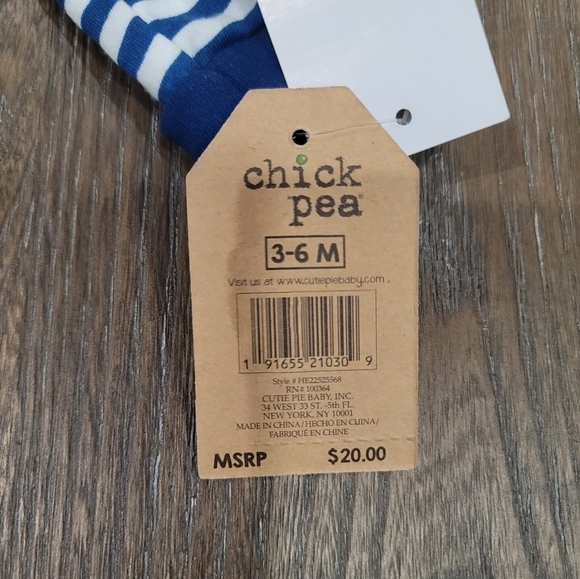 chick
pea®
3-6 M
Visit us at www.cutiepiebaby.com.
1 91655 21030 9
Style # HE22525568
RN# 100364
CUTIE PIE BABY, INC.
34 WEST 33 ST. -5th FL.
NEW YORK, NY 10001
MADE IN CHINA / HECHO EN CHINA /
FABRIQUÉ EN CHINE
MSRP $20.00